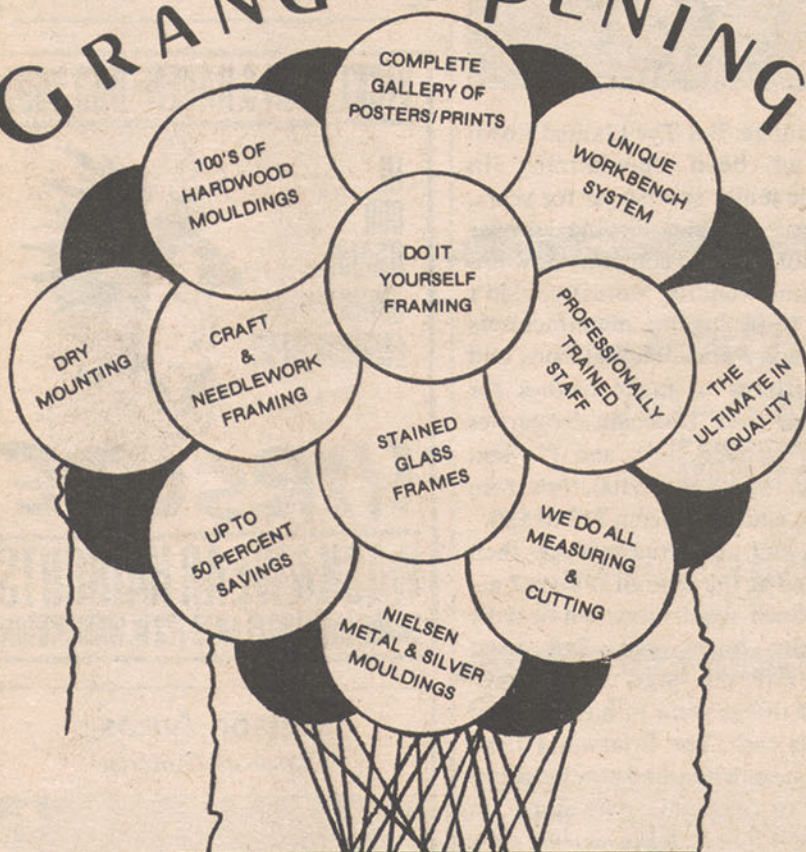 GRAND OPENING
COMPLETE
GALLERY OF
POSTERS/PRINTS
100'S OF
HARDWOOD
MOULDINGS
UNIQUE
WORKBENCH
SYSTEM
DO IT
YOURSELF
FRAMING
DRY
MOUNTING
CRAFT
&
NEEDLEWORK
FRAMING
PROFESSIONALLY
TRAINED
STAFF
THE
ULTIMATE IN
QUALITY
STAINED
GLASS
FRAMES
UP TO
50 PERCENT
SAVINGS
WE DO ALL
MEASURING
&
CUTTING
NIELSEN
METAL & SILVER
MOULDINGS